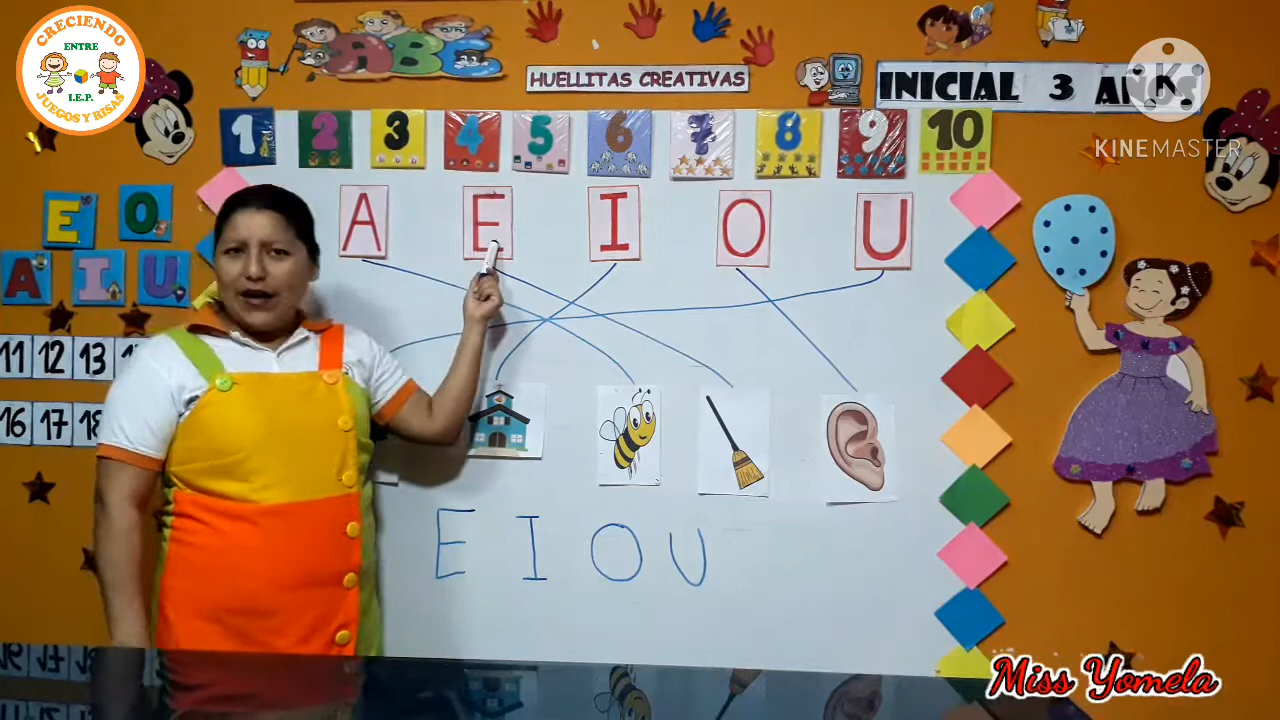 CRECIENDO
ENTRE
I.E.P.
JUEGOS Y RISAS
ABC
HUELLITAS CREATIVAS
INICIAL 3 AÑ
K
KINEMASTER
1 2 3 4 5 6 7 8 9 10
E O
A I U
A E I O U
11 12 13
16 17 18
E I O U
Miss Yomela